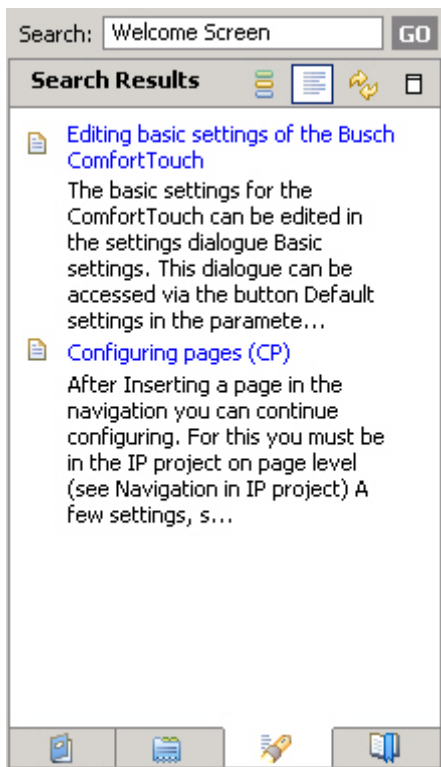 Search: Welcome Screen GO
Search Results
Editing basic settings of the Busch
ComfortTouch
The basic settings for the
ComfortTouch can be edited in
the settings dialogue Basic
settings. This dialogue can be
accessed via the button Default
settings in the paramete...
Configuring pages (CP)
After Inserting a page in the
navigation you can continue
configuring. For this you must be
in the IP project on page level
(see Navigation in IP project) A
few settings, s...